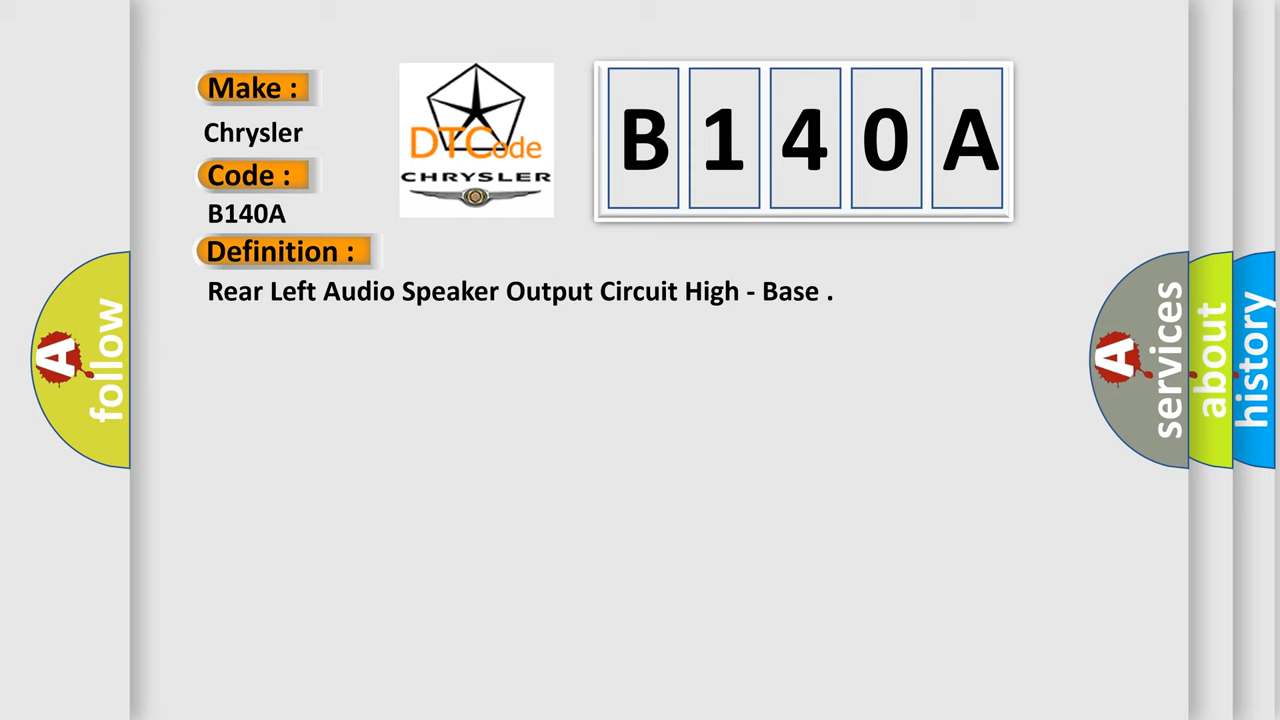 Make :
Chrysler
Code :
B140A
Definition :
Rear Left Audio Speaker Output Circuit High - Base .
DTCode
CHRYSLER
B140A
A follow
A services
about
history